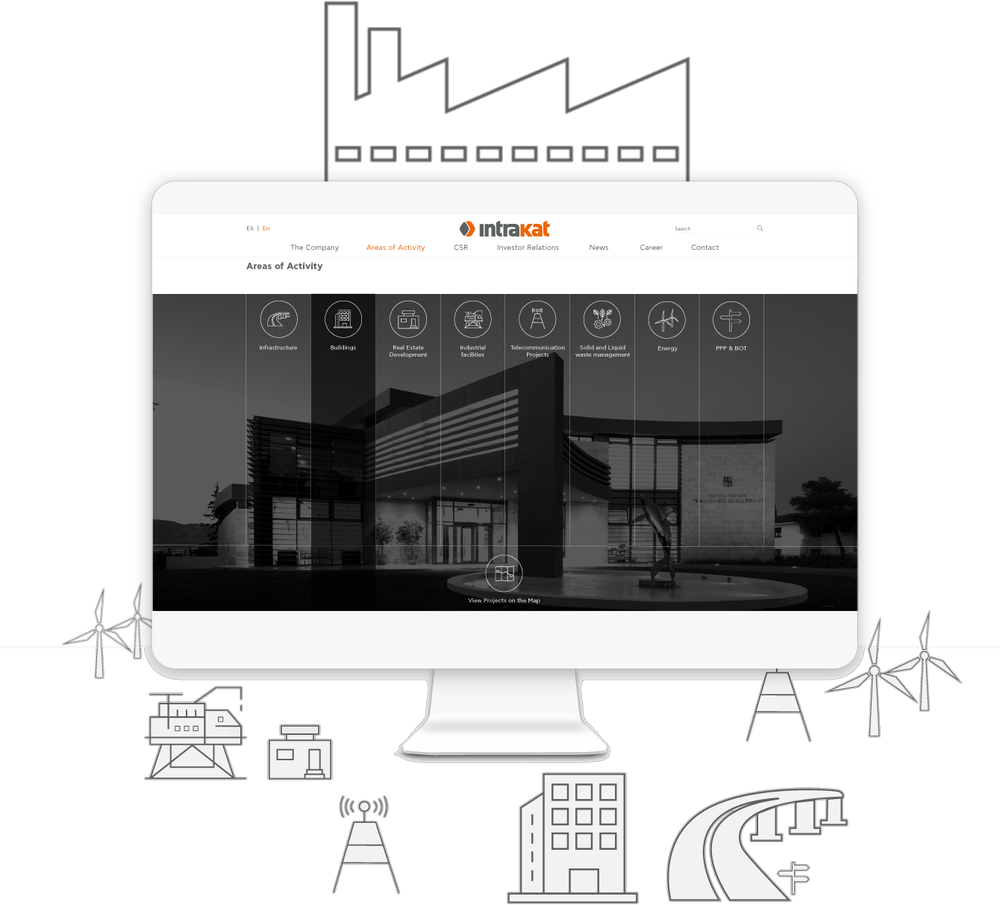 Ελ | En
intrakat
Search
The Company
Areas of Activity
CSR
Investor Relations
News
Career
Contact
Areas of Activity
Infrastructure
Buildings
Real Estate
Development
Industrial
facilities
Telecommunication
Projects
Solid and Liquid
waste management
Energy
PPP & BOT
View Projects on the Map